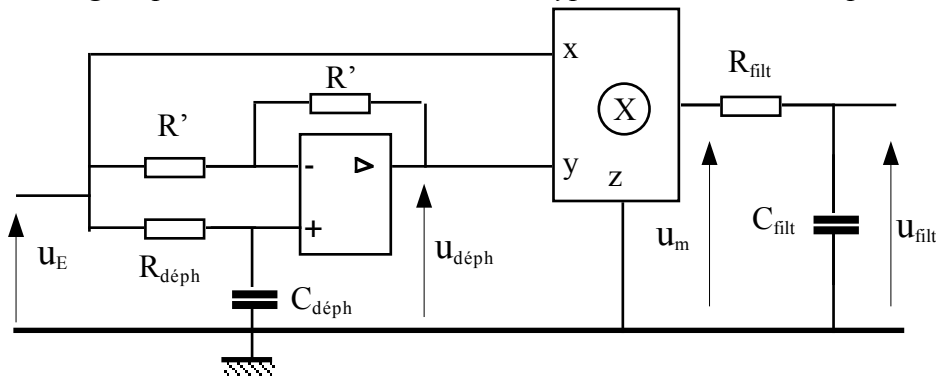 x
R_filt
R'
R'
X
-
y
z
+
u_E
R_déph
u_déph
u_m
C_filt
u_filt
C_déph